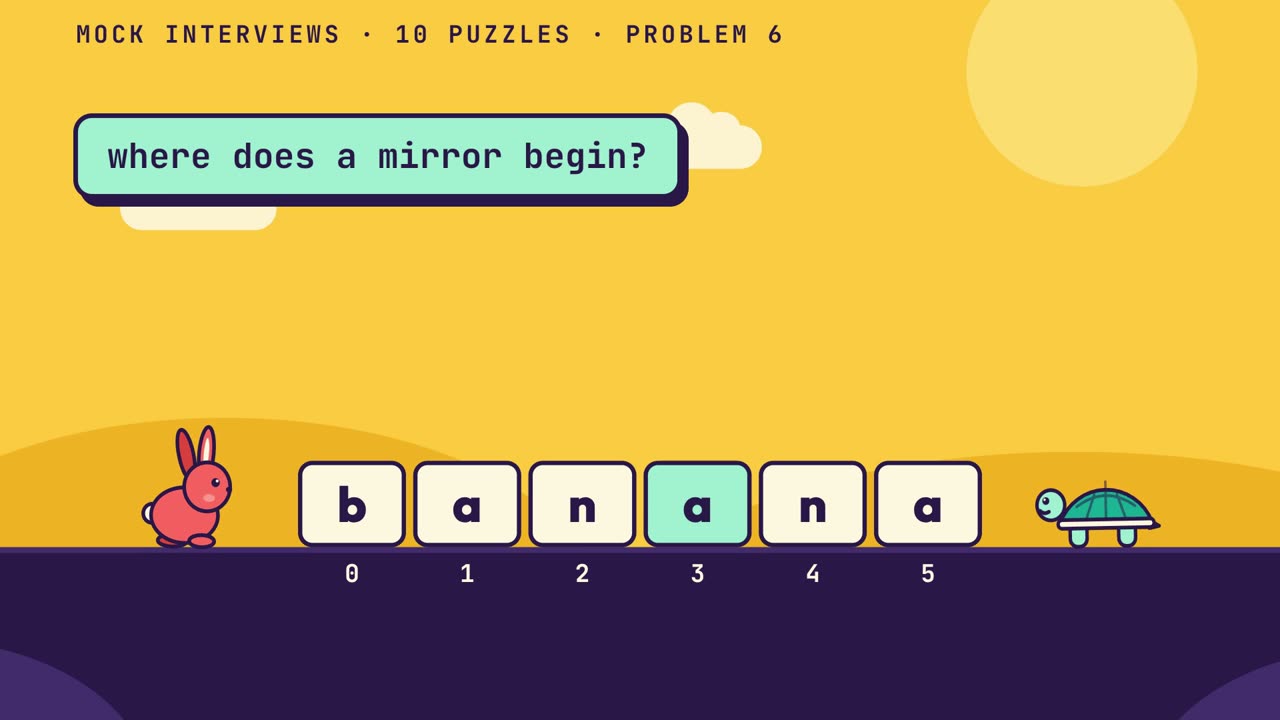 MOCK INTERVIEWS · 10 PUZZLES · PROBLEM 6
where does a mirror begin?
b a n a n a
0 1 2 3 4 5